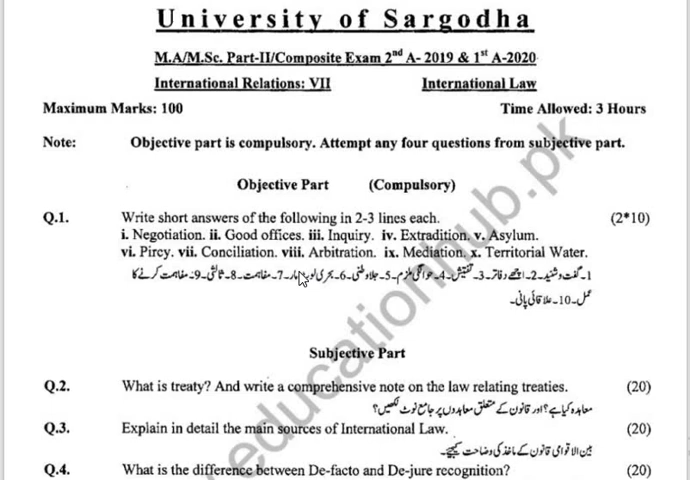 University of Sargodha
M.A/M.Sc. Part-II/Composite Exam 2nd A- 2019 & 1st A-2020
International Relations: VII International Law
Maximum Marks: 100 Time Allowed: 3 Hours
Note: Objective part is compulsory. Attempt any four questions from subjective part.
Objective Part (Compulsory)
Q.1. Write short answers of the following in 2-3 lines each. (2*10)
i. Negotiation. ii. Good offices. iii. Inquiry. iv. Extradition. v. Asylum.
vi. Pircy. vii. Conciliation. viii. Arbitration. ix. Mediation. x. Territorial Water.
1۔گفت و شنید۔2۔اچھے دفاتر۔3۔تفتیش۔4۔حوالگی ملزم۔5۔جلاوطنی۔6۔بحری لوٹ مار۔7۔مفاہمت۔8۔ثالثی۔9۔مفاہمت کرنے کا
عمل۔10۔علاقائی پانی۔
Subjective Part
Q.2. What is treaty? And write a comprehensive note on the law relating treaties. (20)
معاہدہ کیا ہے؟ اور قانون کے متعلق معاہدوں پر جامع نوٹ لکھیں؟
Q.3. Explain in detail the main sources of International Law. (20)
بین الاقوامی قانون کے ماخذ کی وضاحت کیجیے۔
Q.4. What is the difference between De-facto and De-jure recognition? (20)
educationhub.pk